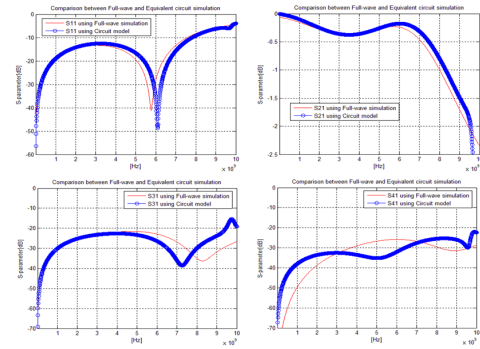 Comparison between Full-wave and Equivalent circuit simulation
S-parameter[dB]
10
0
-10
-20
-30
-40
-50
-60
S11 using Full-wave simulation
S11 using Circuit model
1 2 3 4 5 6 7 8 9 10
[Hz]
x 10^9
Comparison between Full-wave and Equivalent circuit simulation
S-parameter[dB]
0
-0.5
-1
-1.5
-2
-2.5
S21 using Full-wave simulation
S21 using Circuit model
1 2 3 4 5 6 7 8 9 10
[Hz]
x 10^9
Comparison between Full-wave and Equivalent circuit simulation
S-parameter[dB]
0
-10
-20
-30
-40
-50
-60
-70
S31 using Full-wave simulation
S31 using Circuit model
1 2 3 4 5 6 7 8 9 10
[Hz]
x 10^9
Comparison between Full-wave and Equivalent circuit simulation
S-parameter[dB]
0
-10
-20
-30
-40
-50
-60
-70
S41 using Full-wave simulation
S41 using Circuit model
1 2 3 4 5 6 7 8 9 10
[Hz]
x 10^9